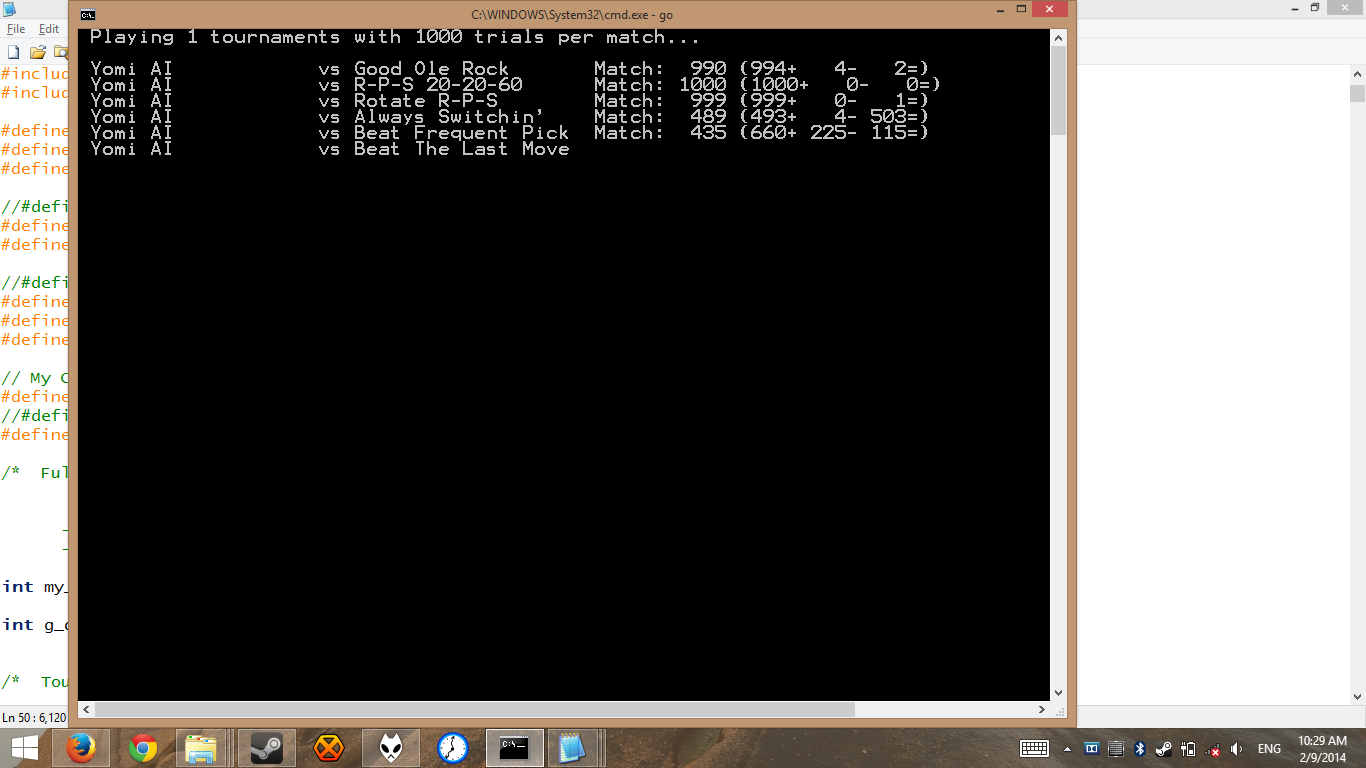 C:\WINDOWS\System32\cmd.exe - go
File Edit
Playing 1 tournaments with 1000 trials per match...
Yomi AI vs Good Ole Rock Match: 990 (994+ 4- 2=)
Yomi AI vs R-P-S 20-20-60 Match: 1000 (1000+ 0- 0=)
Yomi AI vs Rotate R-P-S Match: 999 (999+ 0- 1=)
Yomi AI vs Always Switchin' Match: 489 (493+ 4- 503=)
Yomi AI vs Beat Frequent Pick Match: 435 (660+ 225- 115=)
Yomi AI vs Beat The Last Move
#includ
#includ
#define
#define
#define
//#defi
#define
#define
//#defi
#define
#define
#define
// My C
#define
//#defi
#define
/* Ful
int my_
int g_
/* Tou
Ln 50 : 6,120
C:\_
ENG
10:29 AM
2/9/2014